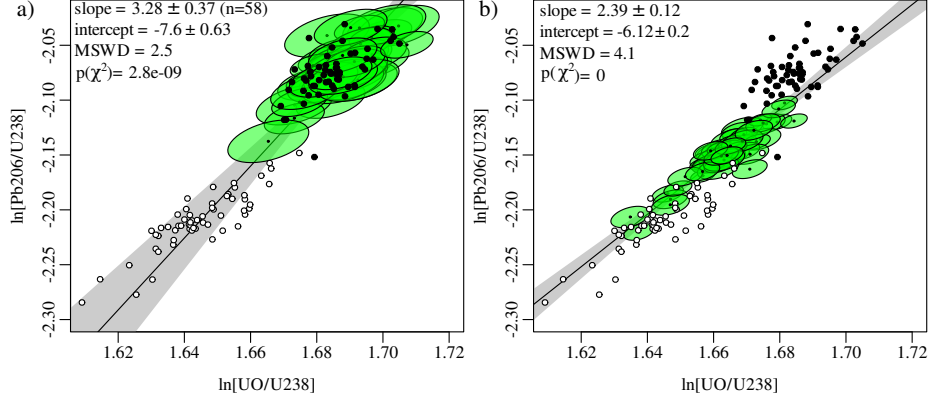 a)
slope = 3.28 ± 0.37 (n=58)
intercept = -7.6 ± 0.63
MSWD = 2.5
p(χ²)= 2.8e-09
ln[Pb206/U238]
-2.05
-2.10
-2.15
-2.20
-2.25
-2.30
1.62
1.64
1.66
1.68
1.70
1.72
ln[UO/U238]
b)
slope = 2.39 ± 0.12
intercept = -6.12 ± 0.2
MSWD = 4.1
p(χ²)= 0
ln[Pb206/U238]
-2.05
-2.10
-2.15
-2.20
-2.25
-2.30
1.62
1.64
1.66
1.68
1.70
1.72
ln[UO/U238]